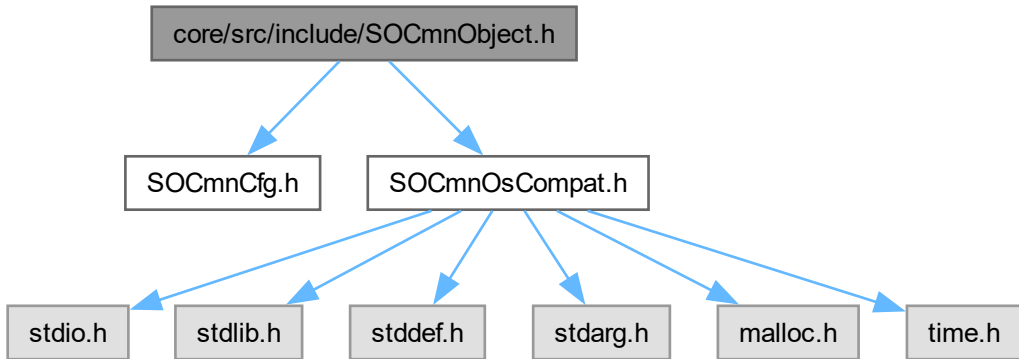 core/src/include/SOCmnObject.h
SOCmnCfg.h
SOCmnOsCompat.h
stdio.h
stdlib.h
stddef.h
stdarg.h
malloc.h
time.h